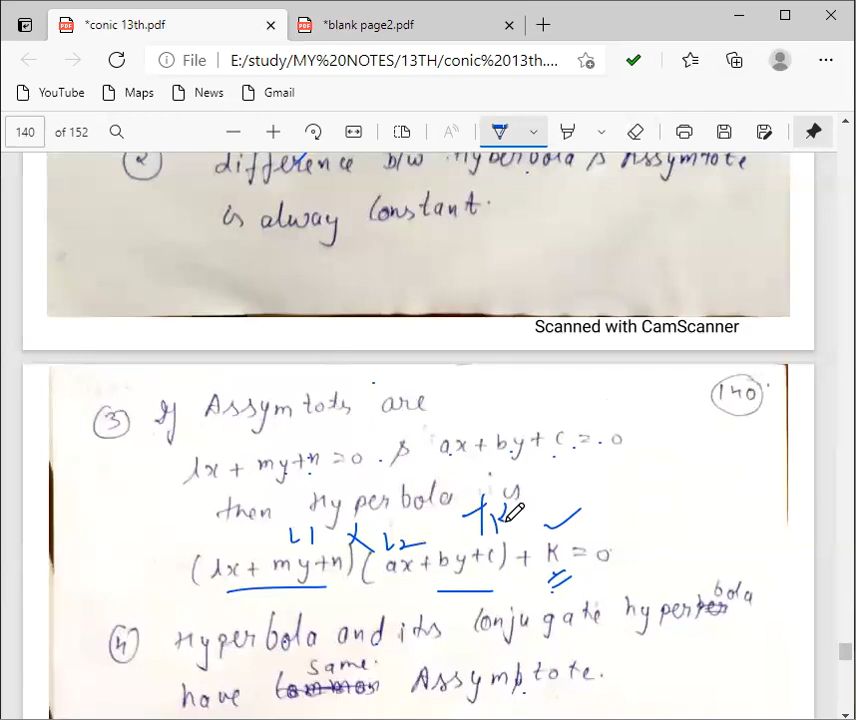 *conic 13th.pdf
*blank page2.pdf
File E:/study/MY%20NOTES/13TH/conic%2013th....
YouTube Maps News Gmail
140 of 152
(2) difference b/w Hyperbola & Assymtote
is alway Constant.
Scanned with CamScanner
140
(3) If Assymtots are
lx + my+n = 0 . & ax + by + c = 0
then Hyperbola is
L1 × L2 + K
(lx + my+n) (ax + by + c) + K = 0
(4) Hyperbola and its Conjugate hyperbola
have same Assymptote.